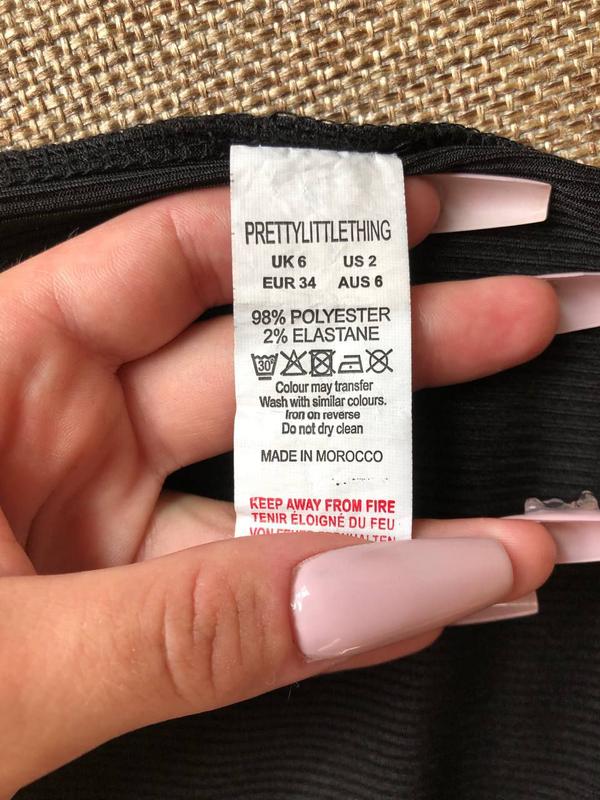 PRETTYLITTLETHING
UK 6 US 2
EUR 34 AUS 6
98% POLYESTER
2% ELASTANE
30°
Colour may transfer
Wash with similar colours.
Iron on reverse
Do not dry clean
MADE IN MOROCCO
KEEP AWAY FROM FIRE
TENIR ÉLOIGNÉ DU FEU
VON